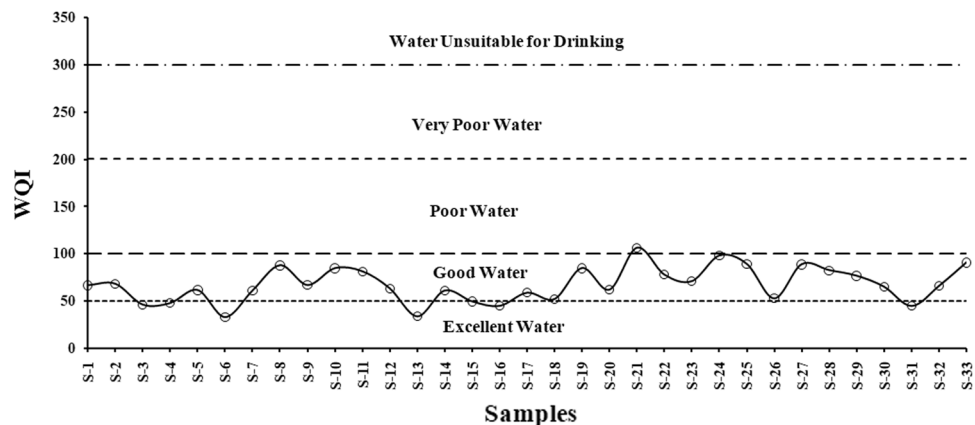 350
Water Unsuitable for Drinking
300
250
Very Poor Water
200
WQI
150
Poor Water
100
Good Water
50
Excellent Water
0
S-1 S-2 S-3 S-4 S-5 S-6 S-7 S-8 S-9 S-10 S-11 S-12 S-13 S-14 S-15 S-16 S-17 S-18 S-19 S-20 S-21 S-22 S-23 S-24 S-25 S-26 S-27 S-28 S-29 S-30 S-31 S-32 S-33
Samples